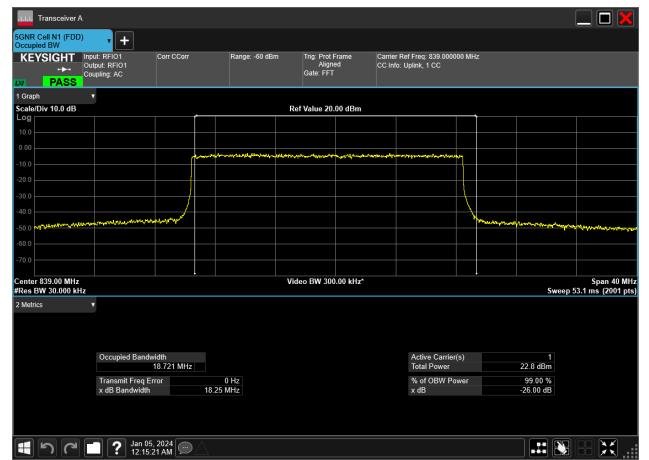 Transceiver A
5GNR Cell N1 (FDD)
Occupied BW
KEYSIGHT
PASS
Input: RFIO1
Output: RFIO1
Coupling: AC
Corr CCorr
Range: -60 dBm
Trig: Prot Frame
Aligned
Gate: FFT
Carrier Ref Freq: 839.000000 MHz
CC Info: Uplink, 1 CC
1 Graph
Scale/Div 10.0 dB
Ref Value 20.00 dBm
Log
10.0
0.00
-10.0
-20.0
-30.0
-40.0
-50.0
-60.0
-70.0
Center 839.00 MHz
Video BW 300.00 kHz*
Span 40 MHz
#Res BW 30.000 kHz
Sweep 53.1 ms (2001 pts)
2 Metrics
Occupied Bandwidth
18.721 MHz
Active Carrier(s) 1
Total Power 22.8 dBm
Transmit Freq Error 0 Hz
x dB Bandwidth 18.25 MHz
% of OBW Power 99.00 %
x dB -26.00 dB
?
Jan 05, 2024
12:15:21 AM